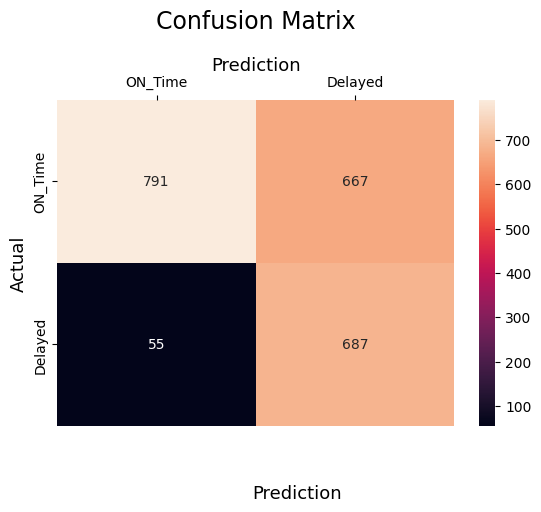 Confusion Matrix
Prediction
ON_Time Delayed
ON_Time 791 667
Delayed 55 687
Actual
700
600
500
400
300
200
100
Prediction